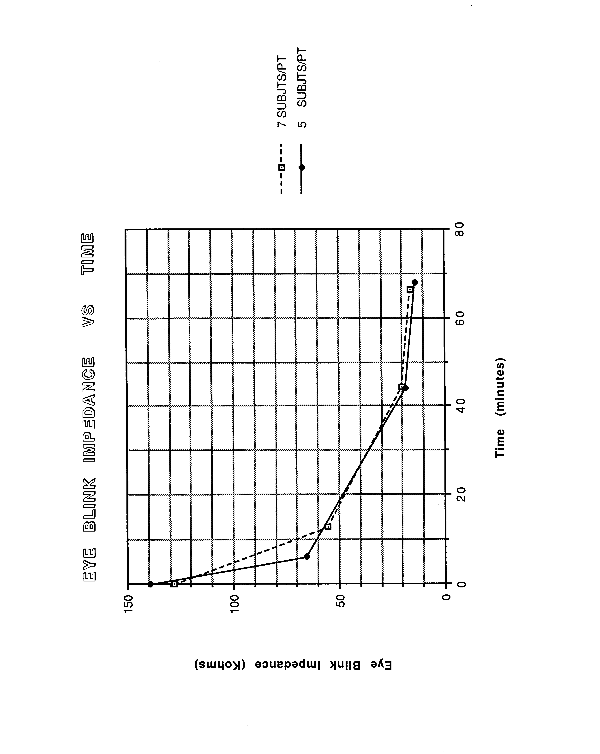 EYE BLINK IMPEDANCE VS TIME
Eye Blink Impedance (Kohms)
150
100
50
0
0 20 40 60 80
Time (minutes)
7 SUBJTS/PT
5 SUBJTS/PT